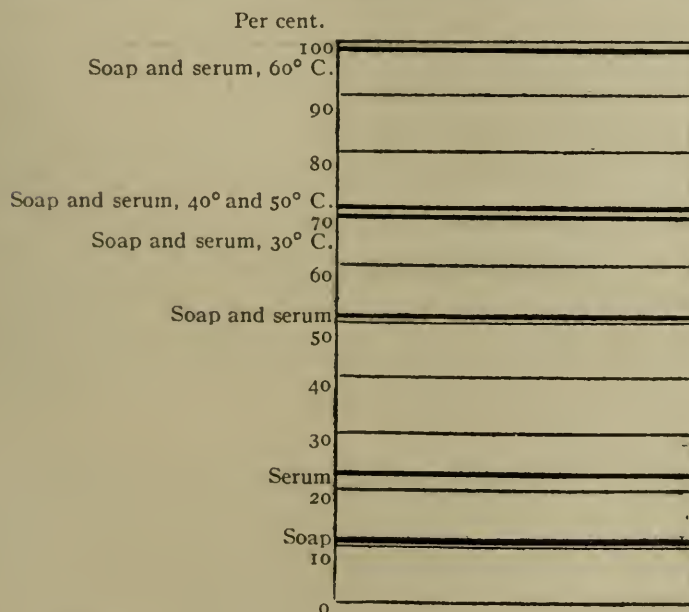 Per cent.
100
Soap and serum, 60° C.
90
80
Soap and serum, 40° and 50° C.
70
Soap and serum, 30° C.
60
Soap and serum
50
40
30
Serum
20
Soap
10
0